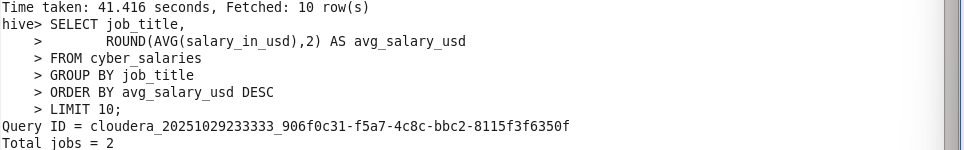 Time taken: 41.416 seconds, Fetched: 10 row(s)
hive> SELECT job_title,
    >        ROUND(AVG(salary_in_usd),2) AS avg_salary_usd
    > FROM cyber_salaries
    > GROUP BY job_title
    > ORDER BY avg_salary_usd DESC
    > LIMIT 10;
Query ID = cloudera_20251029233333_906f0c31-f5a7-4c8c-bbc2-8115f3f6350f
Total jobs = 2